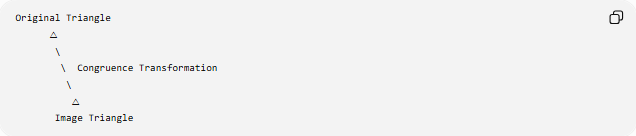 Original Triangle
△
\
\  Congruence Transformation
\
△
Image Triangle